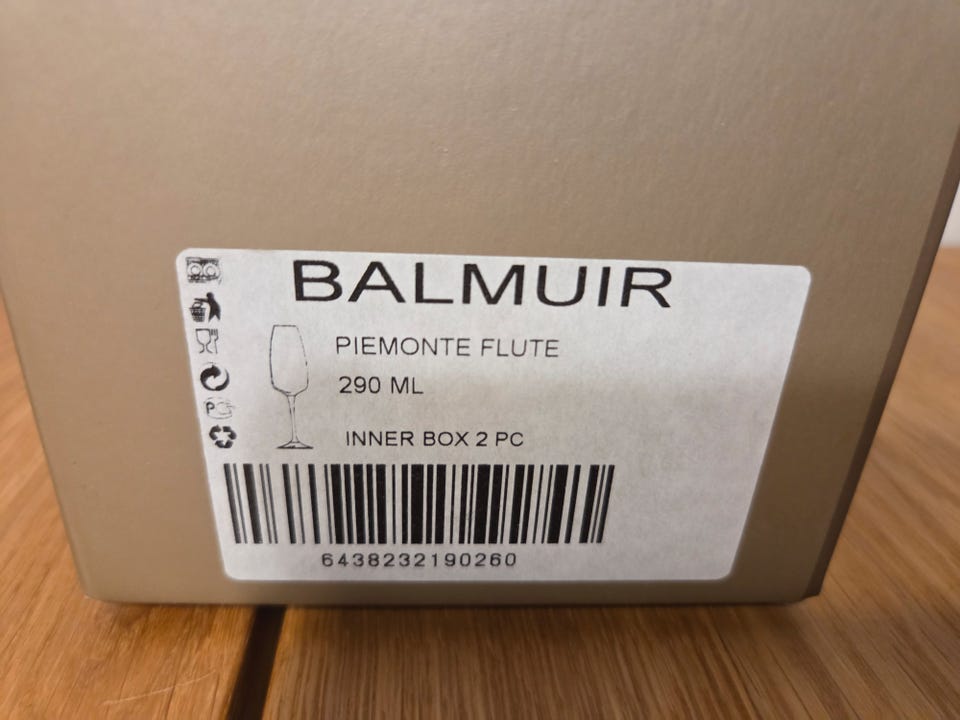 BALMUIR
PIEMONTE FLUTE
290 ML
INNER BOX 2 PC
6438232190260